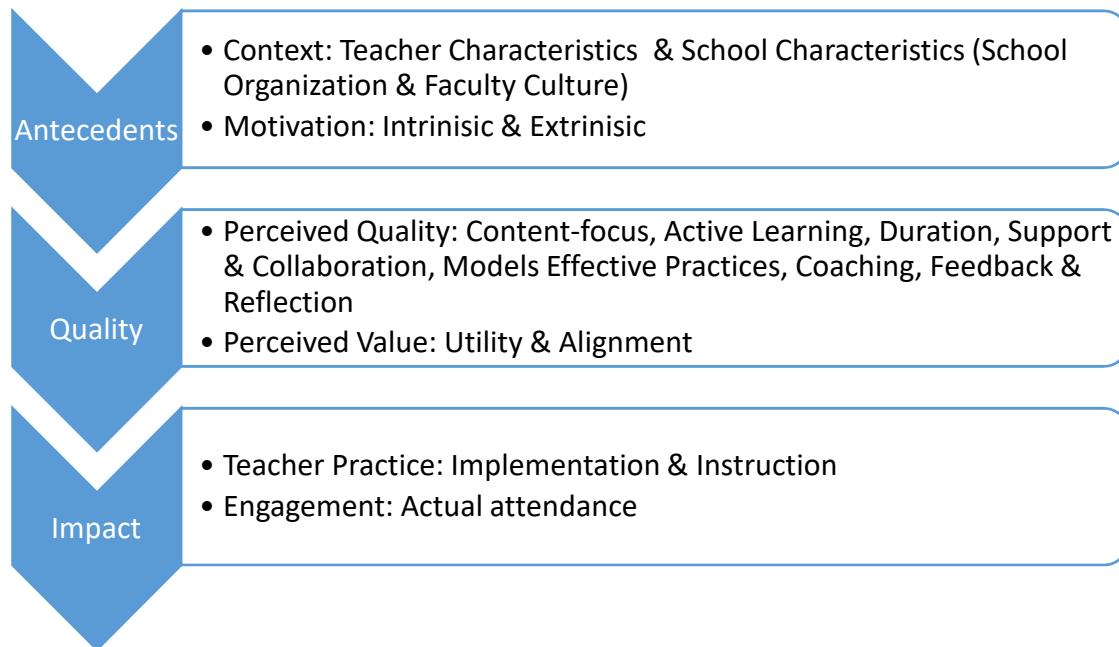 Antecedents
• Context: Teacher Characteristics & School Characteristics (School
Organization & Faculty Culture)
• Motivation: Intrinisic & Extrinisic
Quality
• Perceived Quality: Content-focus, Active Learning, Duration, Support
& Collaboration, Models Effective Practices, Coaching, Feedback &
Reflection
• Perceived Value: Utility & Alignment
Impact
• Teacher Practice: Implementation & Instruction
• Engagement: Actual attendance